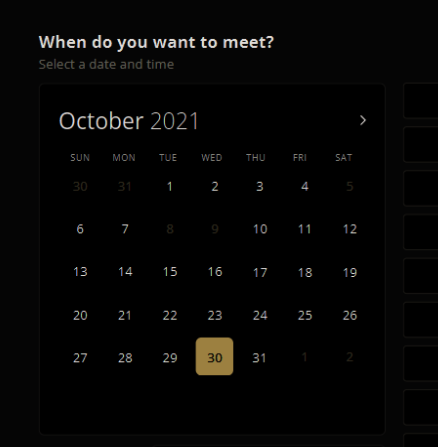 When do you want to meet?
Select a date and time
October 2021
SUN MON TUE WED THU FRI SAT
30 31 1 2 3 4 5
6 7 8 9 10 11 12
13 14 15 16 17 18 19
20 21 22 23 24 25 26
27 28 29 30 31 1 2